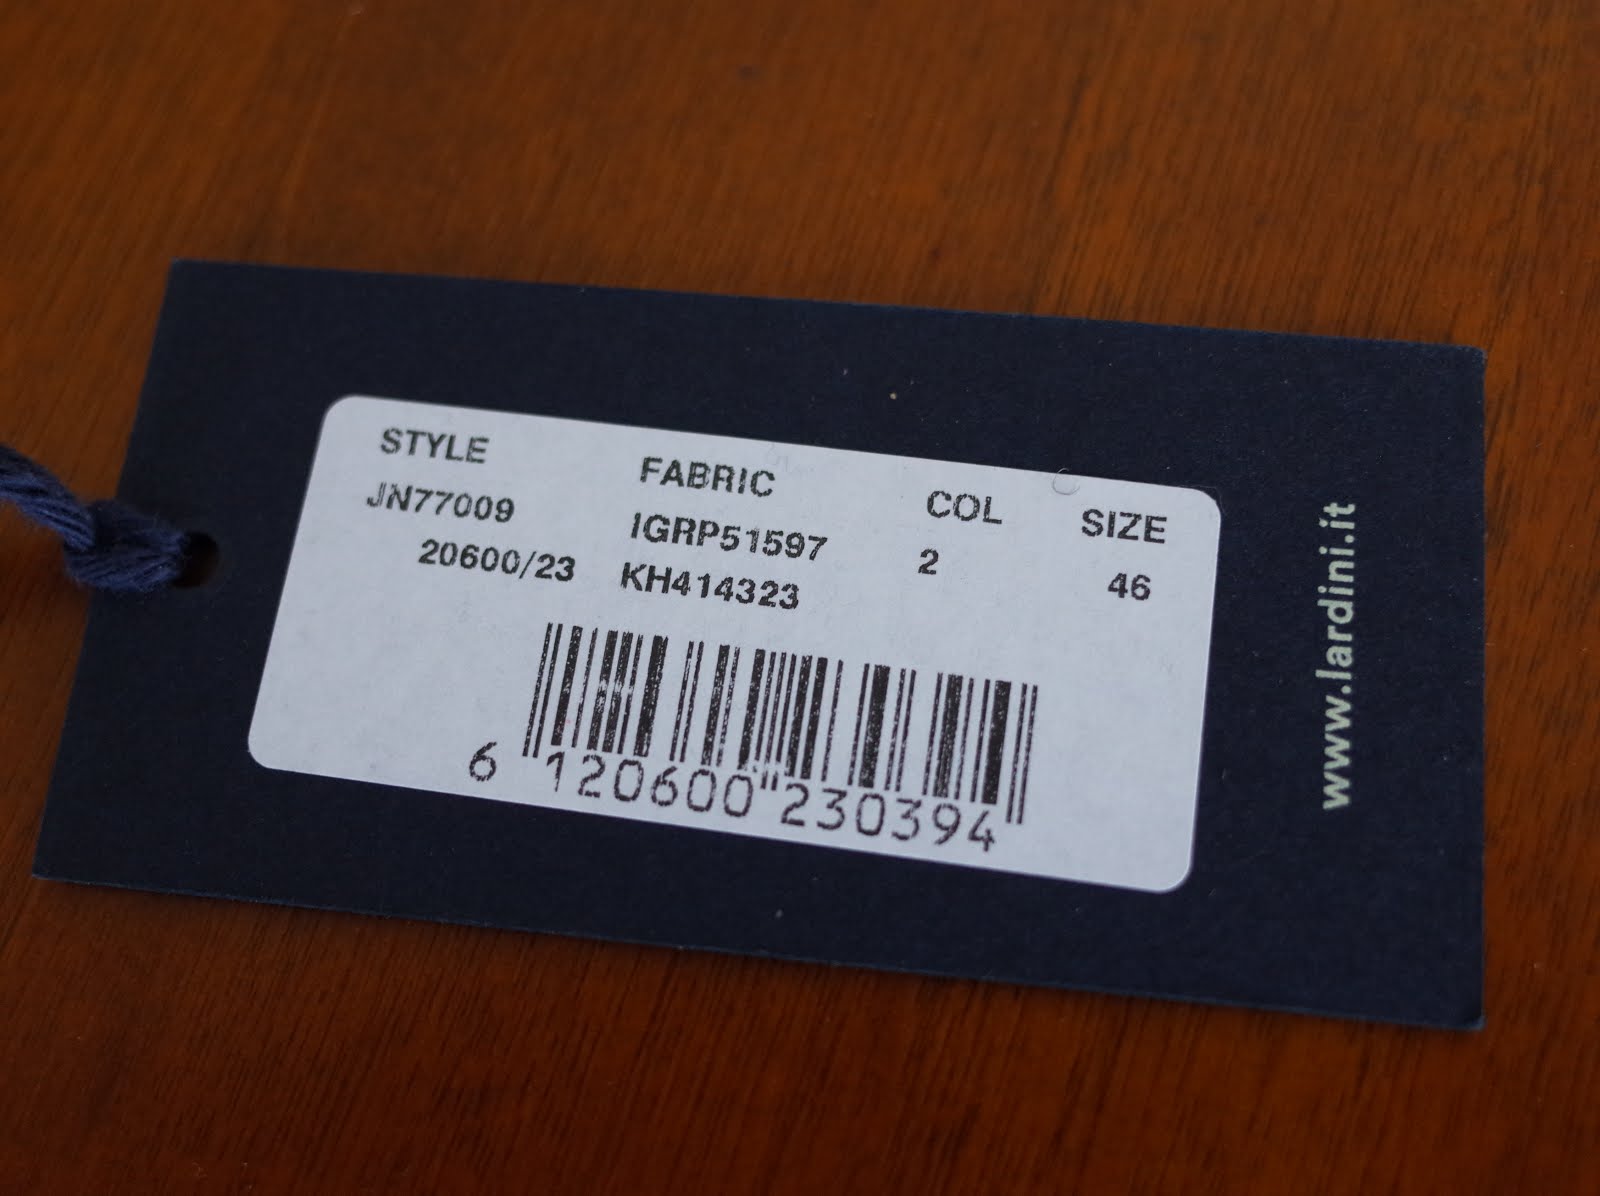 STYLE FABRIC COL SIZE
JN77009 IGRP51597 2 46
20600/23 KH414323
6 120600 230394
www.lardini.it